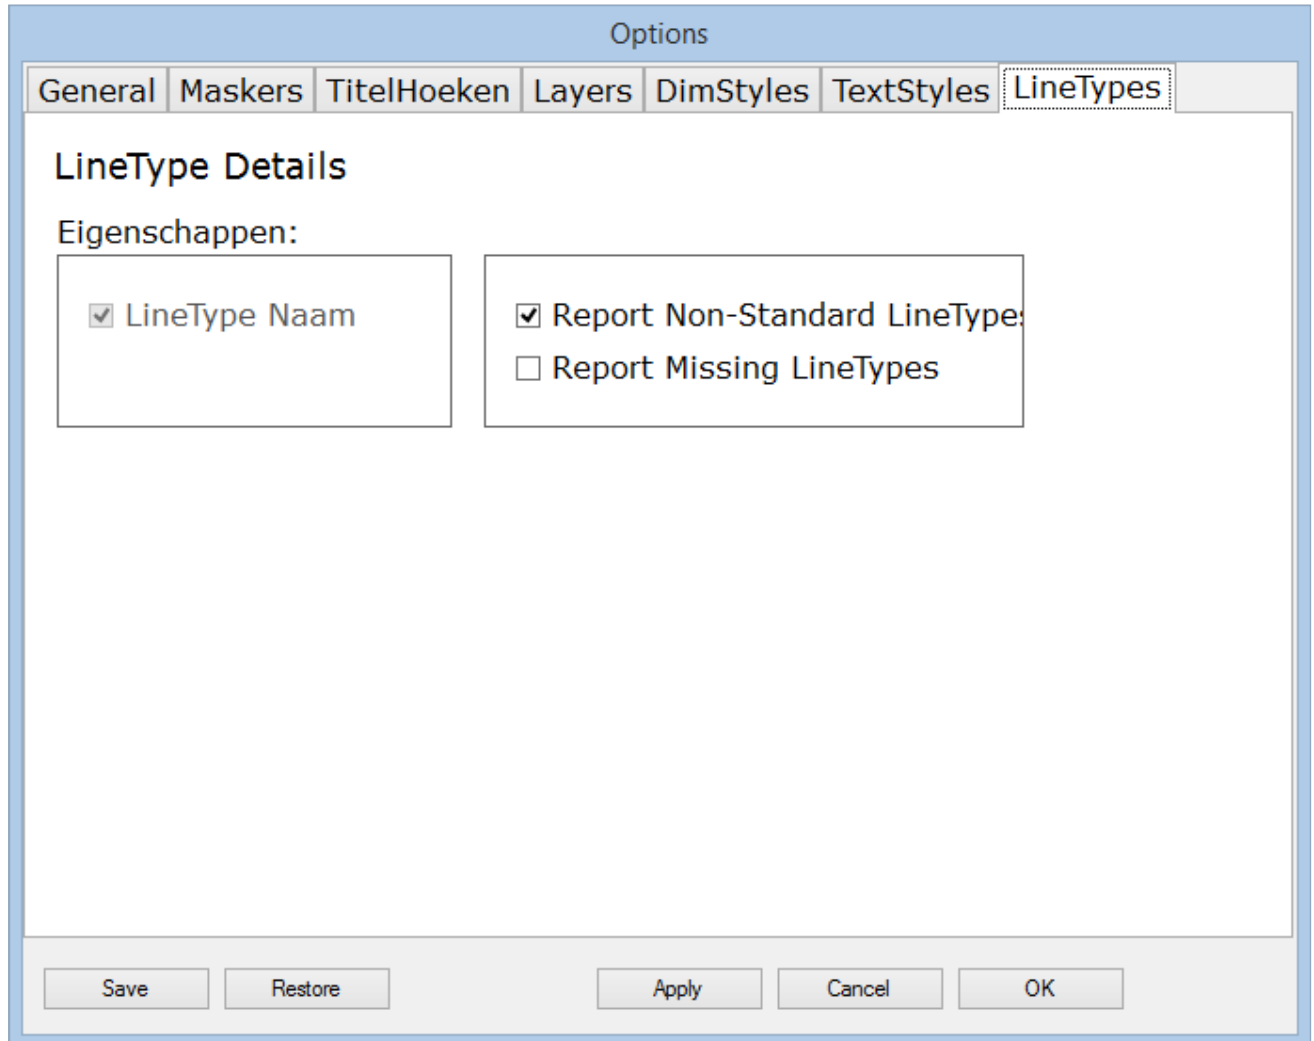 Options
General Maskers TitelHoeken Layers DimStyles TextStyles LineTypes
LineType Details
Eigenschappen:
LineType Naam
Report Non-Standard LineTypes
Report Missing LineTypes
Save Restore Apply Cancel OK